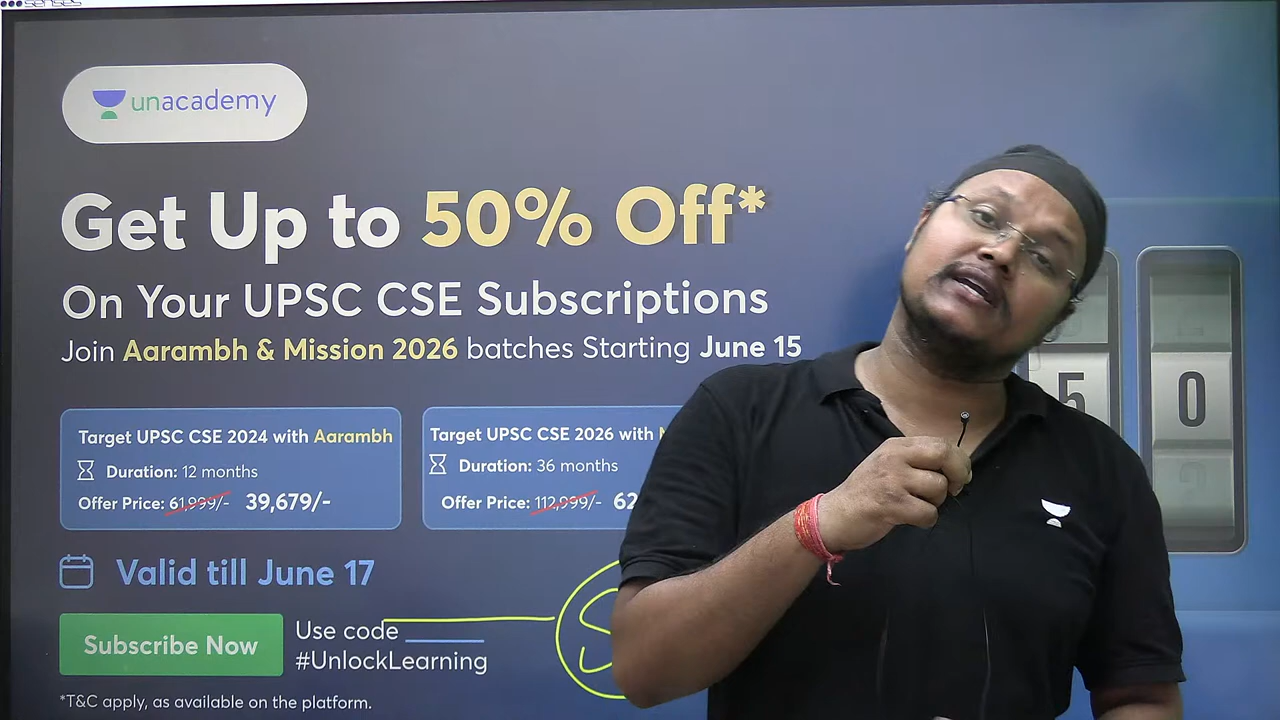 unacademy
Get Up to 50% Off*
On Your UPSC CSE Subscriptions
Join Aarambh & Mission 2026 batches Starting June 15
Target UPSC CSE 2024 with Aarambh
Duration: 12 months
Offer Price: 61,999/- 39,679/-
Target UPSC CSE 2026 with
Duration: 36 months
Offer Price: 112,999/- 62
50
Valid till June 17
Subscribe Now
Use code
#UnlockLearning
*T&C apply, as available on the platform.